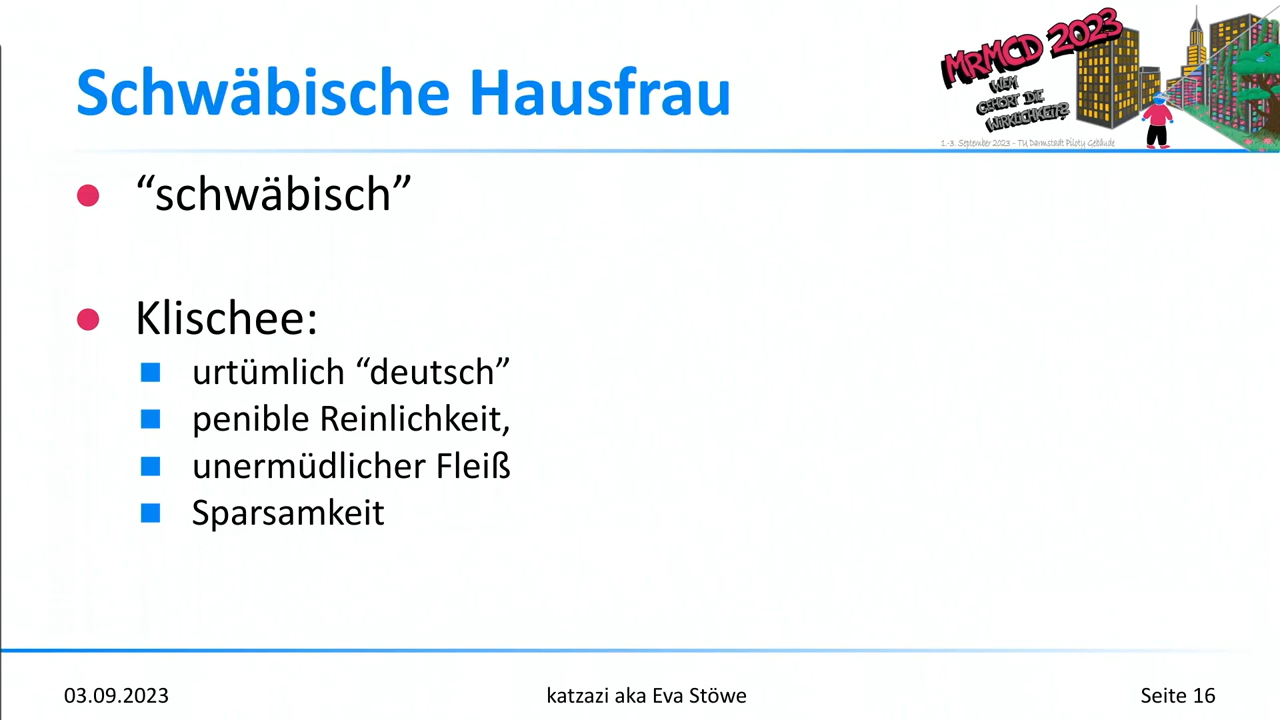 Schwäbische Hausfrau
MRMCD 2023
WEM
GEHÖRT DIE
WIRKLICHKEIT?
1.-3. September 2023 - TU Darmstadt Piloty Gebäude
“schwäbisch”
Klischee:
urtümlich “deutsch”
penible Reinlichkeit,
unermüdlicher Fleiß
Sparsamkeit
03.09.2023
katzazi aka Eva Stöwe
Seite 16